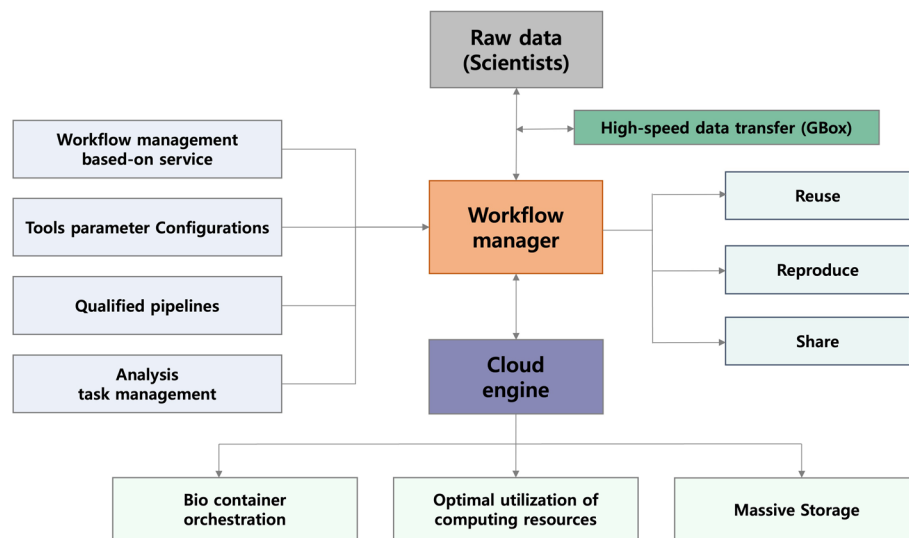 Raw data
(Scientists)
High-speed data transfer (GBox)
Workflow management
based-on service
Tools parameter Configurations
Qualified pipelines
Analysis
task management
Workflow
manager
Reuse
Reproduce
Share
Cloud
engine
Bio container
orchestration
Optimal utilization of
computing resources
Massive Storage